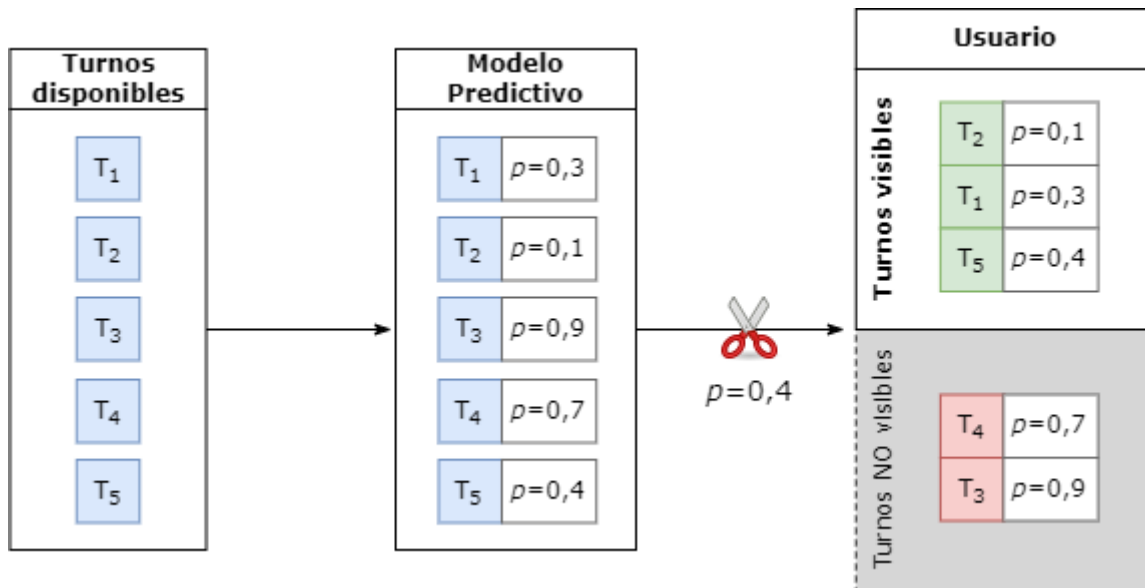 Turnos
disponibles
T₁
T₂
T₃
T₄
T₅
Modelo
Predictivo
T₁ p=0,3
T₂ p=0,1
T₃ p=0,9
T₄ p=0,7
T₅ p=0,4
p=0,4
Usuario
Turnos visibles
T₂ p=0,1
T₁ p=0,3
T₅ p=0,4
Turnos NO visibles
T₄ p=0,7
T₃ p=0,9